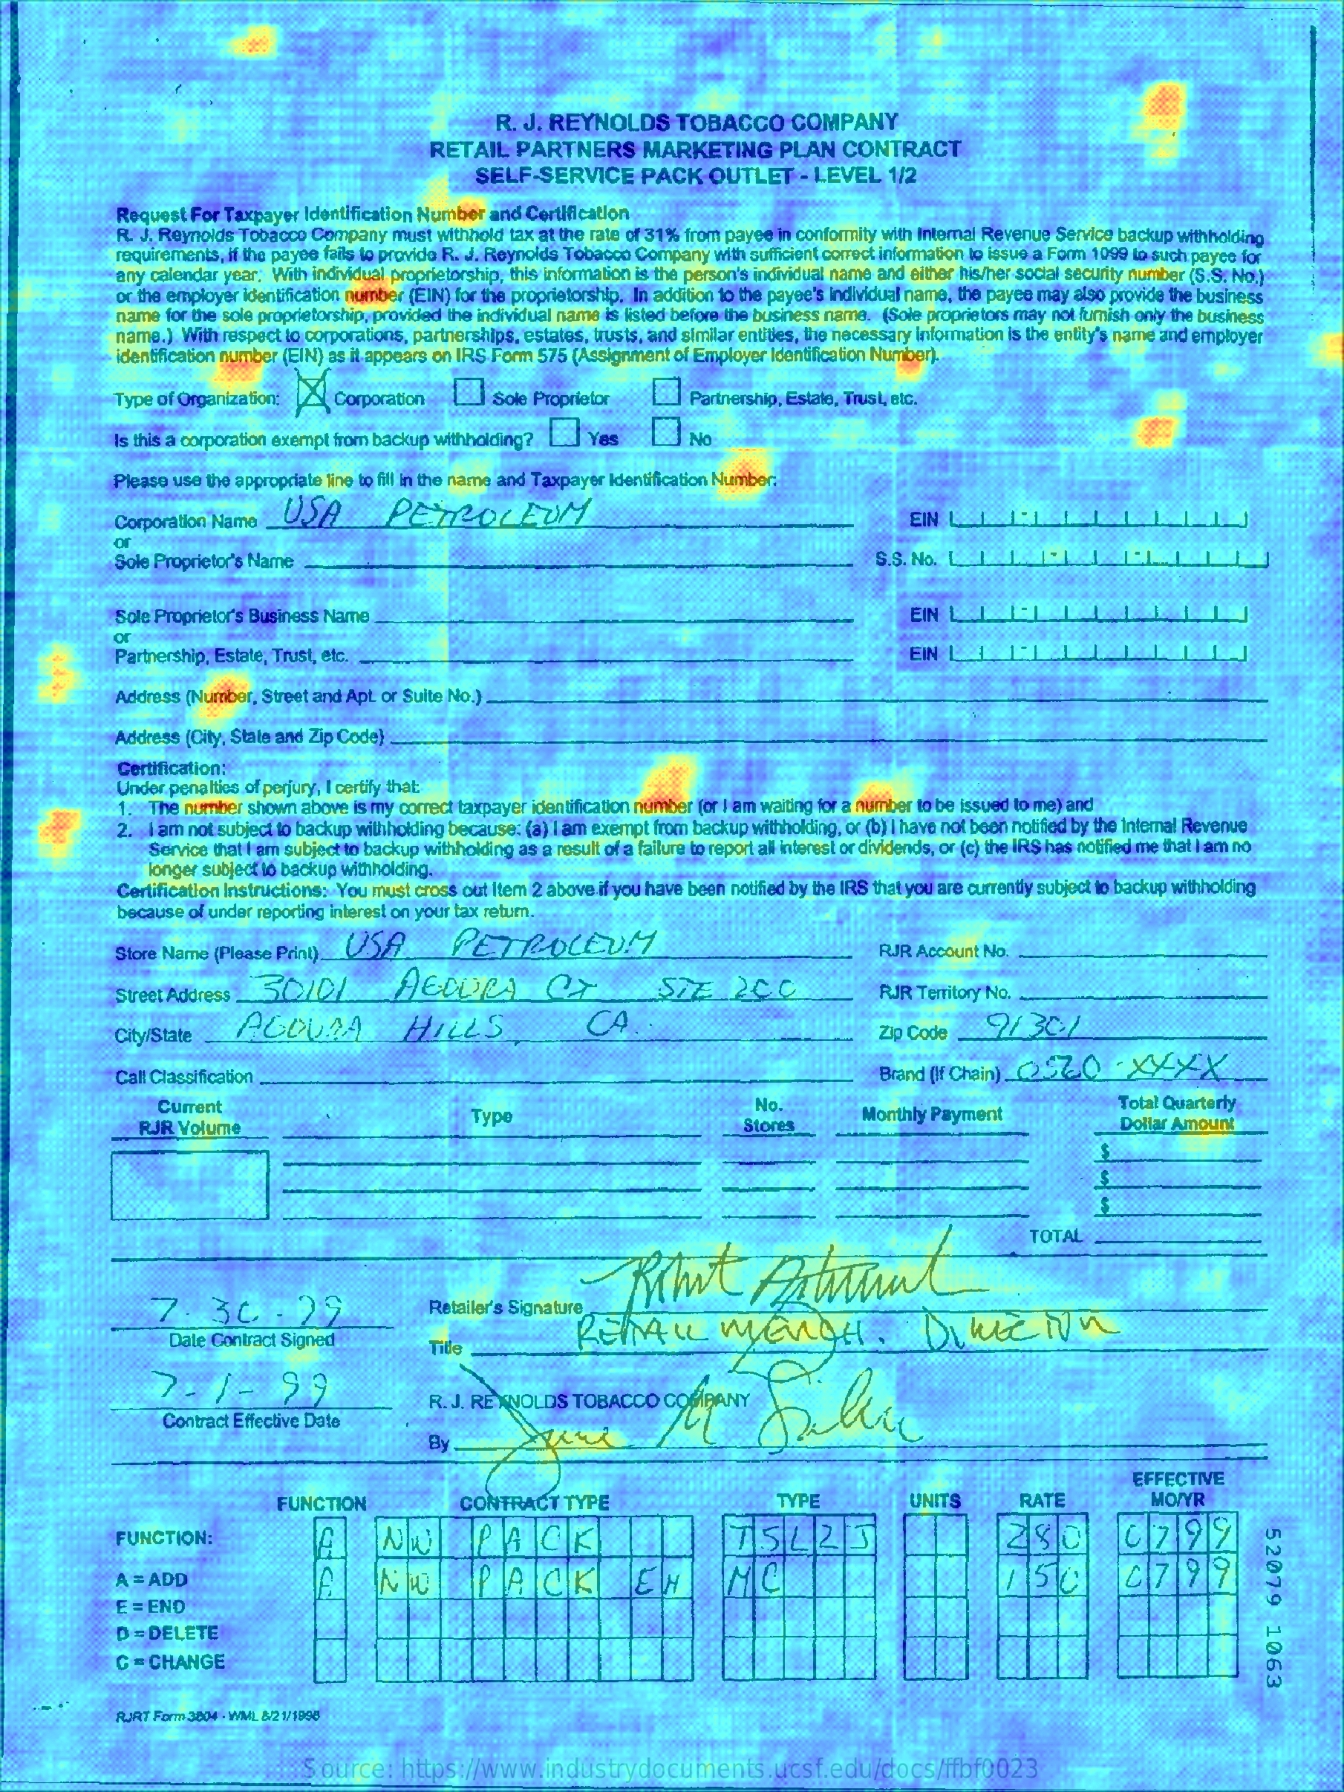 R. J. REYNOLDS TOBACCO COMPANY
RETAIL PARTNERS MARKETING PLAN CONTRACT
SELF-SERVICE PACK OUTLET - LEVEL 1/2
Request For Taxpayer Identification Number and Certification
R. J. Reynolds Tobacco Company must withhold tax at the rate of 31% from payee in conformity with Internal Revenue Service backup withholding
requirements, if the payee fails to provide R. J. Reynolds Tobacco Company with sufficient correct information to issue a Form 1099 to such payee for
any calendar year. With individual proprietorship, this information is the person's individual name and either his/her social security number (S.S. No.)
or the employer identification number (EIN) for the proprietorship. In addition to the payee's individual name, the payee may also provide the business
name for the sole proprietorship, provided the individual name is listed before the business name. (Sole proprietors may not furnish only the business
name.) With respect to corporations, partnerships, estates, trusts, and similar entities, the necessary information is the entity's name and employer
identification number (EIN) as it appears on IRS Form 575 (Assignment of Employer Identification Number).
Type of Organization: X Corporation Sole Proprietor Partnership, Estate, Trust, etc.
Is this a corporation exempt from backup withholding? Yes No
Please use the appropriate line to fill in the name and Taxpayer Identification Number:
Corporation Name USA PETROLEUM EIN
or
Sole Proprietor's Name S.S. No.
Sole Proprietor's Business Name EIN
or
Partnership, Estate, Trust, etc. EIN
Address (Number, Street and Apt. or Suite No.)
Address (City, State and Zip Code)
Certification:
Under penalties of perjury, I certify that:
1. The number shown above is my correct taxpayer identification number (or I am waiting for a number to be issued to me) and
2. I am not subject to backup withholding because: (a) I am exempt from backup withholding, or (b) I have not been notified by the Internal Revenue
Service that I am subject to backup withholding as a result of a failure to report all interest or dividends, or (c) the IRS has notified me that I am no
longer subject to backup withholding.
Certification Instructions: You must cross out Item 2 above if you have been notified by the IRS that you are currently subject to backup withholding
because of under reporting interest on your tax return.
Store Name (Please Print) USA PETROLEUM RJR Account No.
Street Address 30101 AGOURA CT STE 200 RJR Territory No.
City/State AGOURA HILLS, CA. Zip Code 91301
Call Classification Brand (If Chain) 0520-XXXX
Current RJR Volume Type No. Stores Monthly Payment Total Quarterly Dollar Amount
$
$
$
TOTAL
7-30-99 Retailer's Signature Robert
Date Contract Signed Title RETAIL MERCH. DIRECTOR
7-1-99 R. J. REYNOLDS TOBACCO COMPANY
Contract Effective Date By June M
FUNCTION CONTRACT TYPE TYPE UNITS RATE EFFECTIVE MO/YR
FUNCTION: A NW PACK TSL2J 280 0799
A = ADD A NW PACK EH MC 150 0799
E = END
D = DELETE
C = CHANGE
52079 1063
RJRT Form 3804 - WML 8/21/1998
Source: https://www.industrydocuments.ucsf.edu/docs/ffbf0023